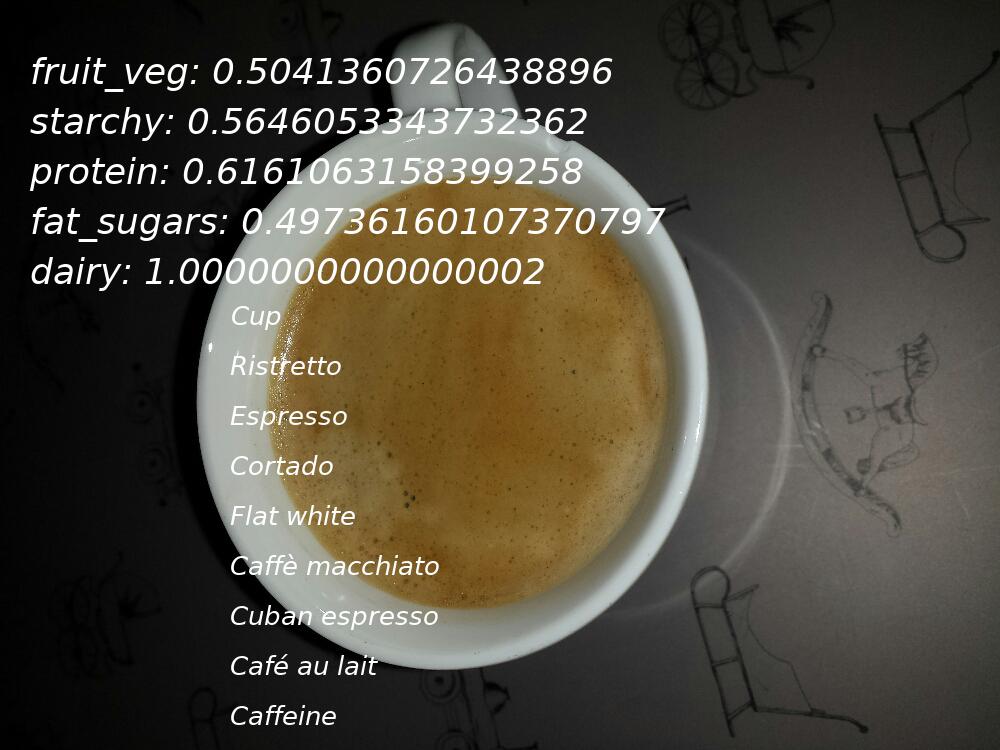 fruit_veg: 0.5041360726438896
starchy: 0.5646053343732362
protein: 0.6161063158399258
fat_sugars: 0.49736160107370797
dairy: 1.0000000000000002
Cup
Ristretto
Espresso
Cortado
Flat white
Caffè macchiato
Cuban espresso
Café au lait
Caffeine